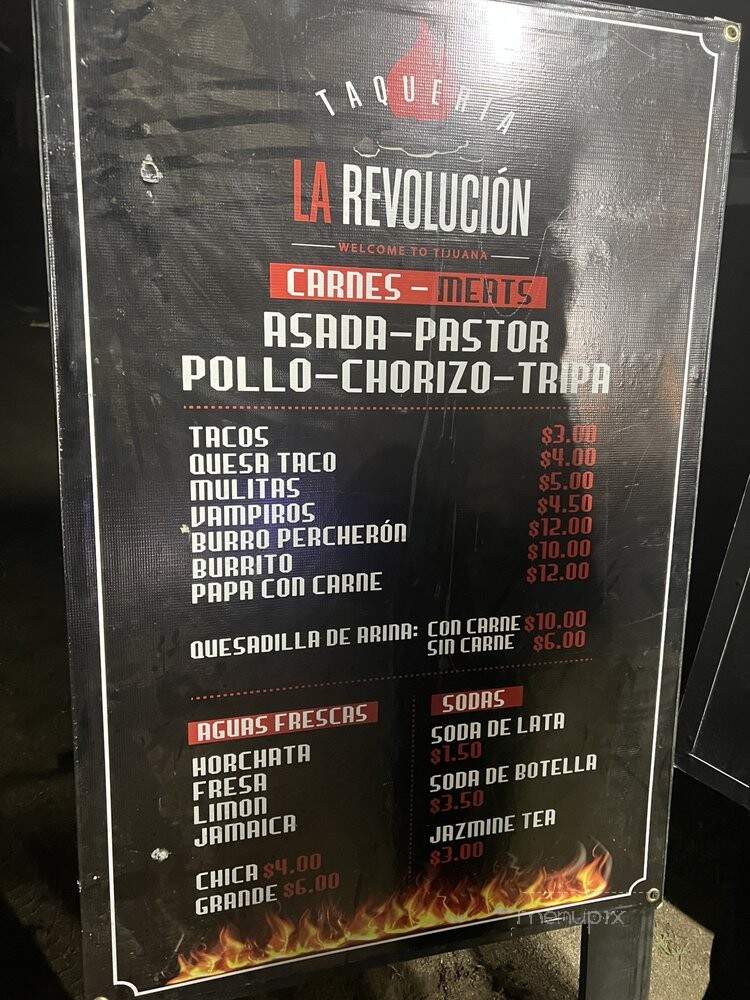 TAQUERIA
LA REVOLUCIÓN
WELCOME TO TIJUANA
CARNES - MEATS
ASADA-PASTOR
POLLO-CHORIZO-TRIPA
TACOS $3.00
QUESA TACO $4.00
MULITAS $5.00
VAMPIROS $4.50
BURRO PERCHERÓN $12.00
BURRITO $10.00
PAPA CON CARNE $12.00
QUESADILLA DE ARINA: CON CARNE $10.00
SIN CARNE $6.00
AGUAS FRESCAS
HORCHATA
FRESA
LIMON
JAMAICA
CHICA $4.00
GRANDE $6.00
SODAS
SODA DE LATA
$1.50
SODA DE BOTELLA
$3.50
JAZMINE TEA
$3.00
menupix